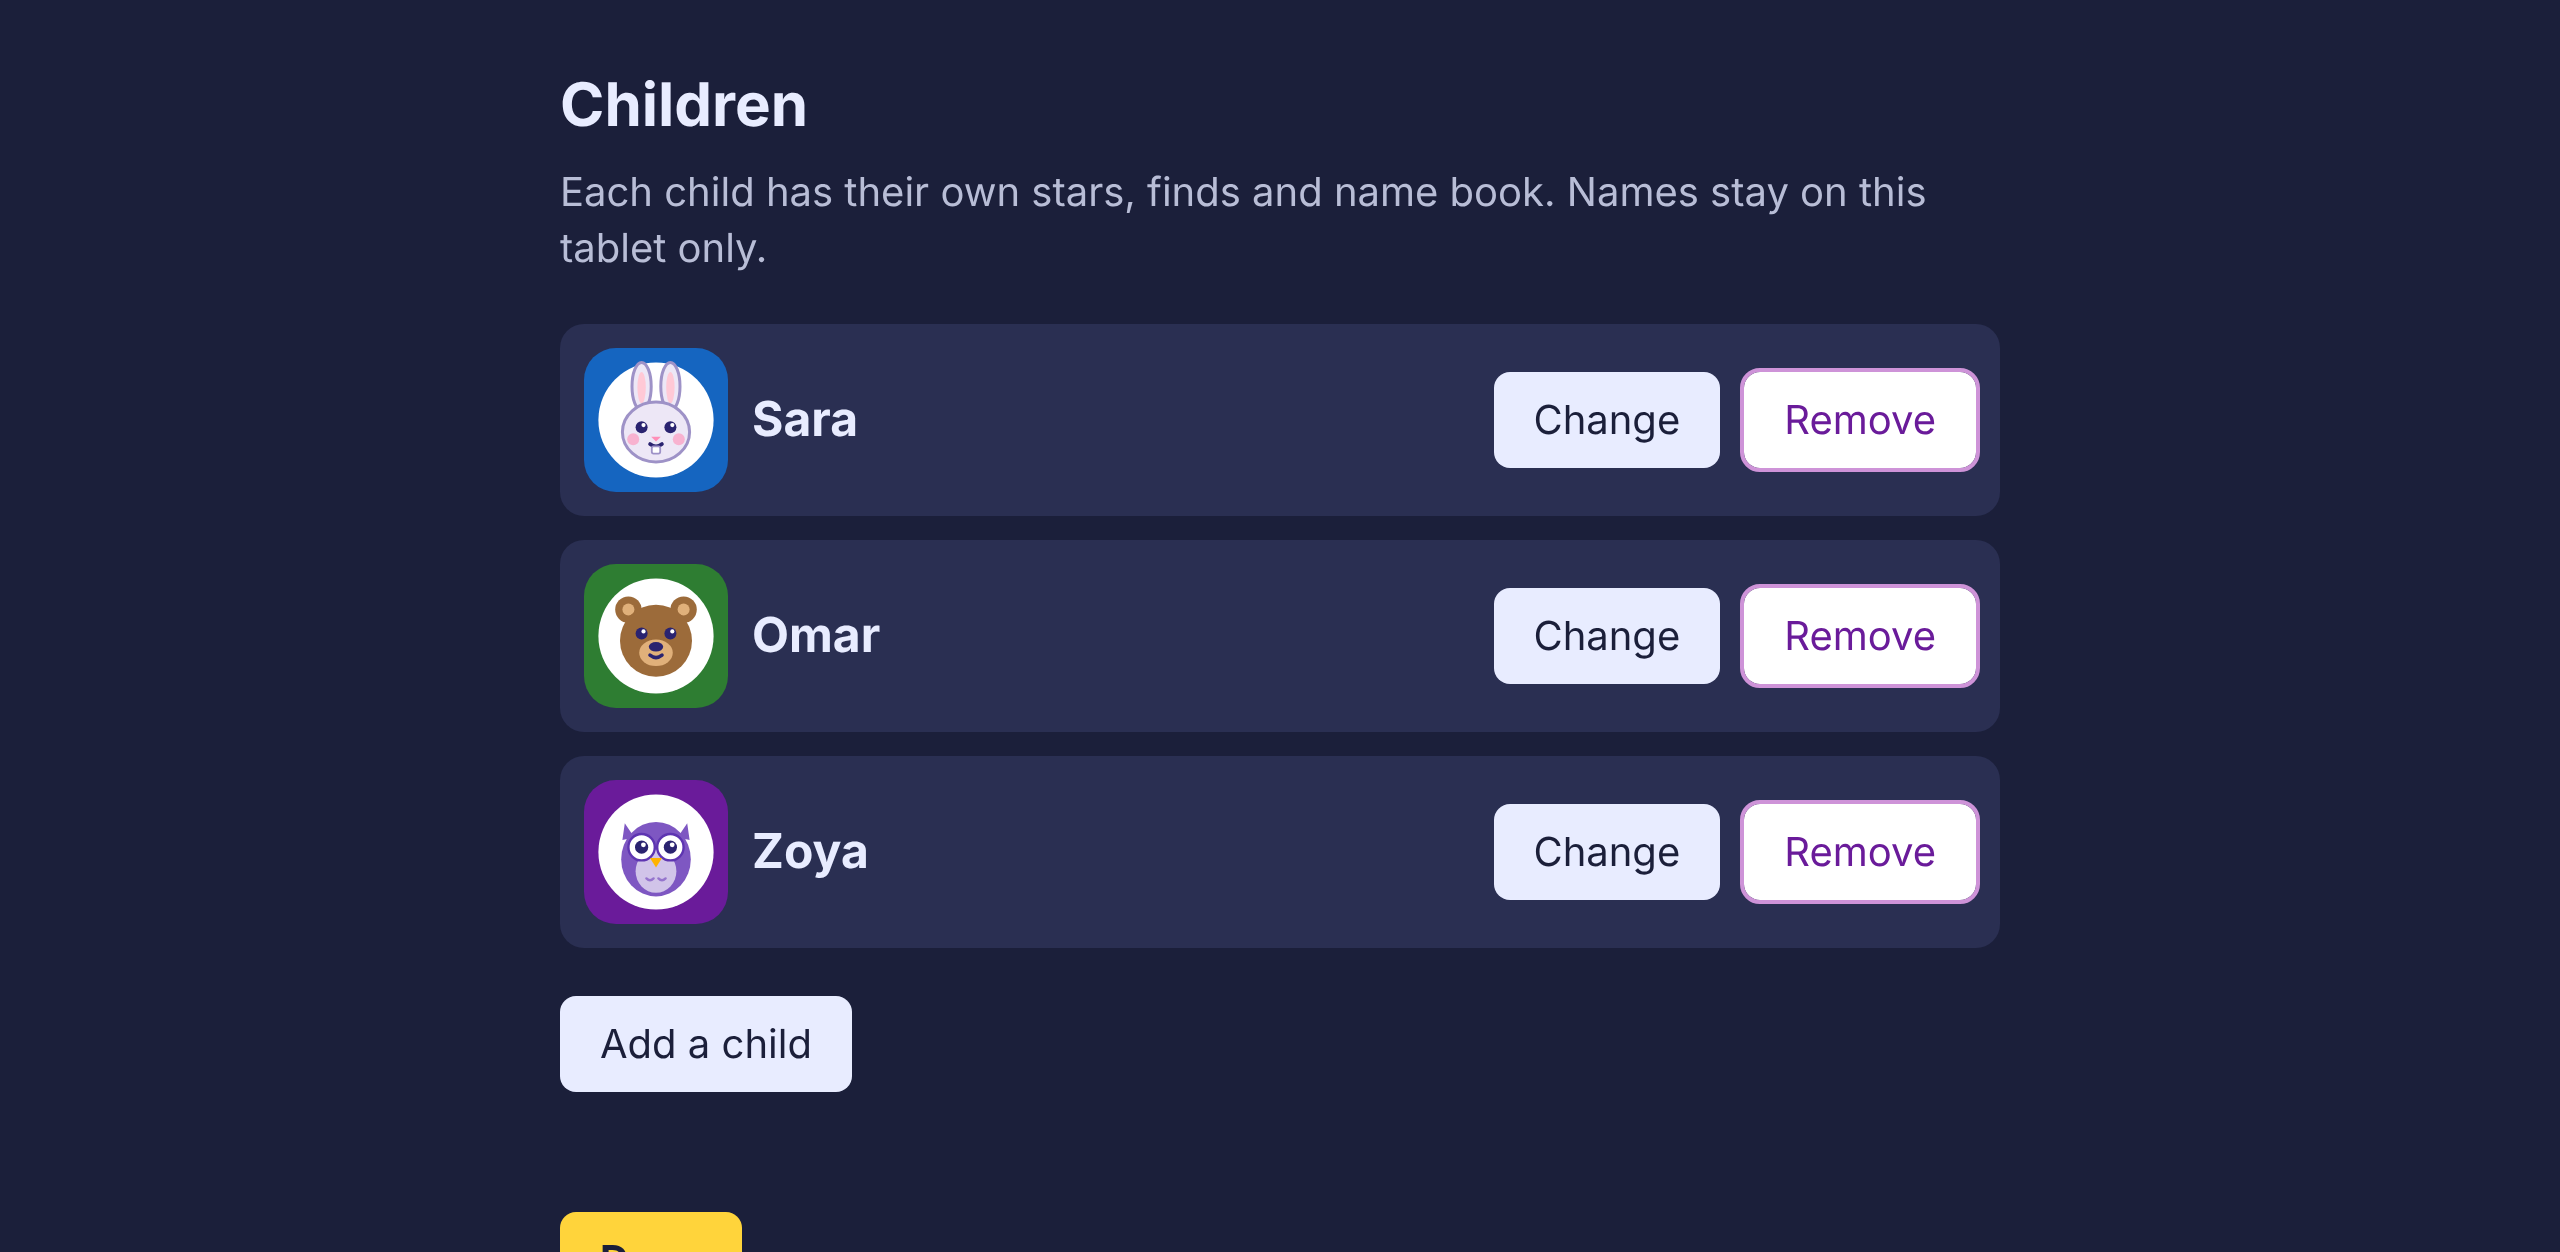 Children
Each child has their own stars, finds and name book. Names stay on this
tablet only.
Sara
Change
Remove
Omar
Change
Remove
Zoya
Change
Remove
Add a child